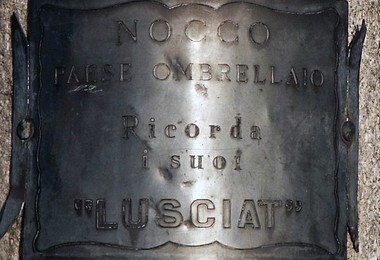 NOCCO
PAESE OMBRELLAIO
Ricorda
i suoi
"LUSCIAT"